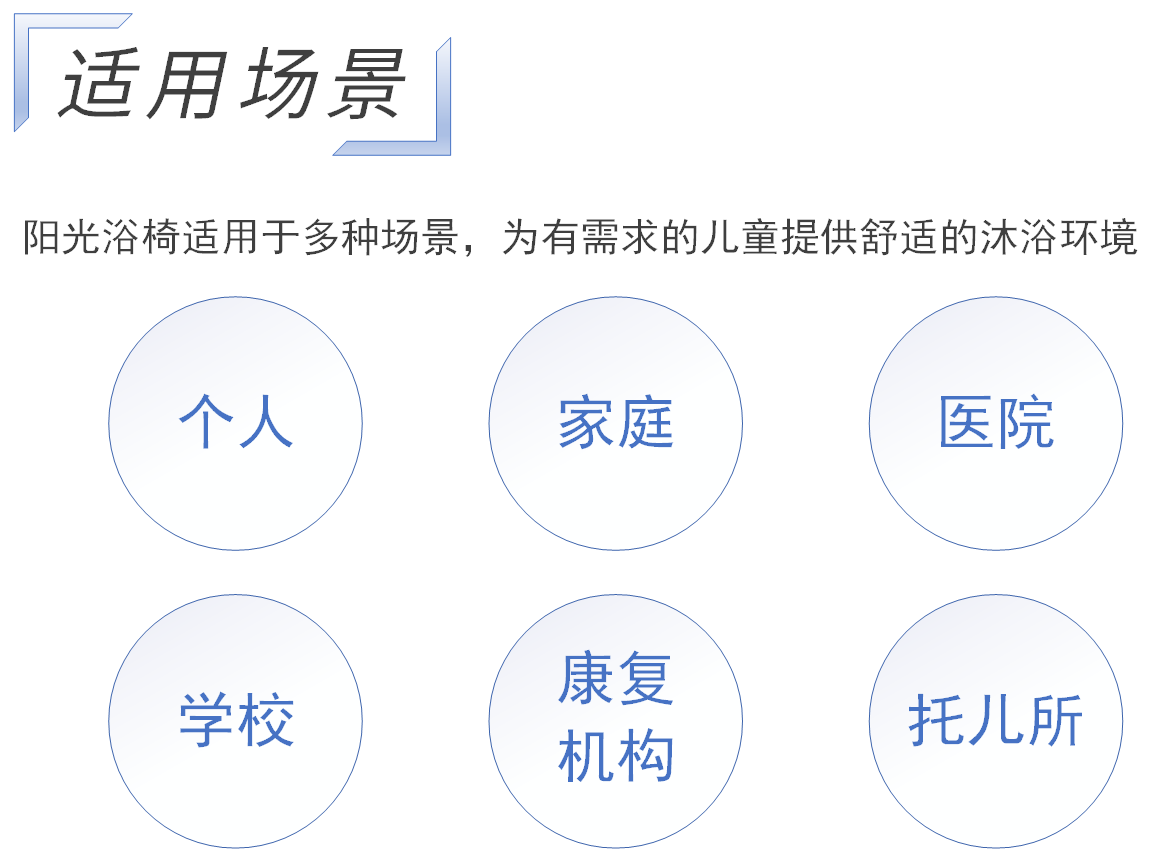 适用场景
阳光浴椅适用于多种场景，为有需求的儿童提供舒适的沐浴环境
个人
家庭
医院
学校
康复
机构
托儿所